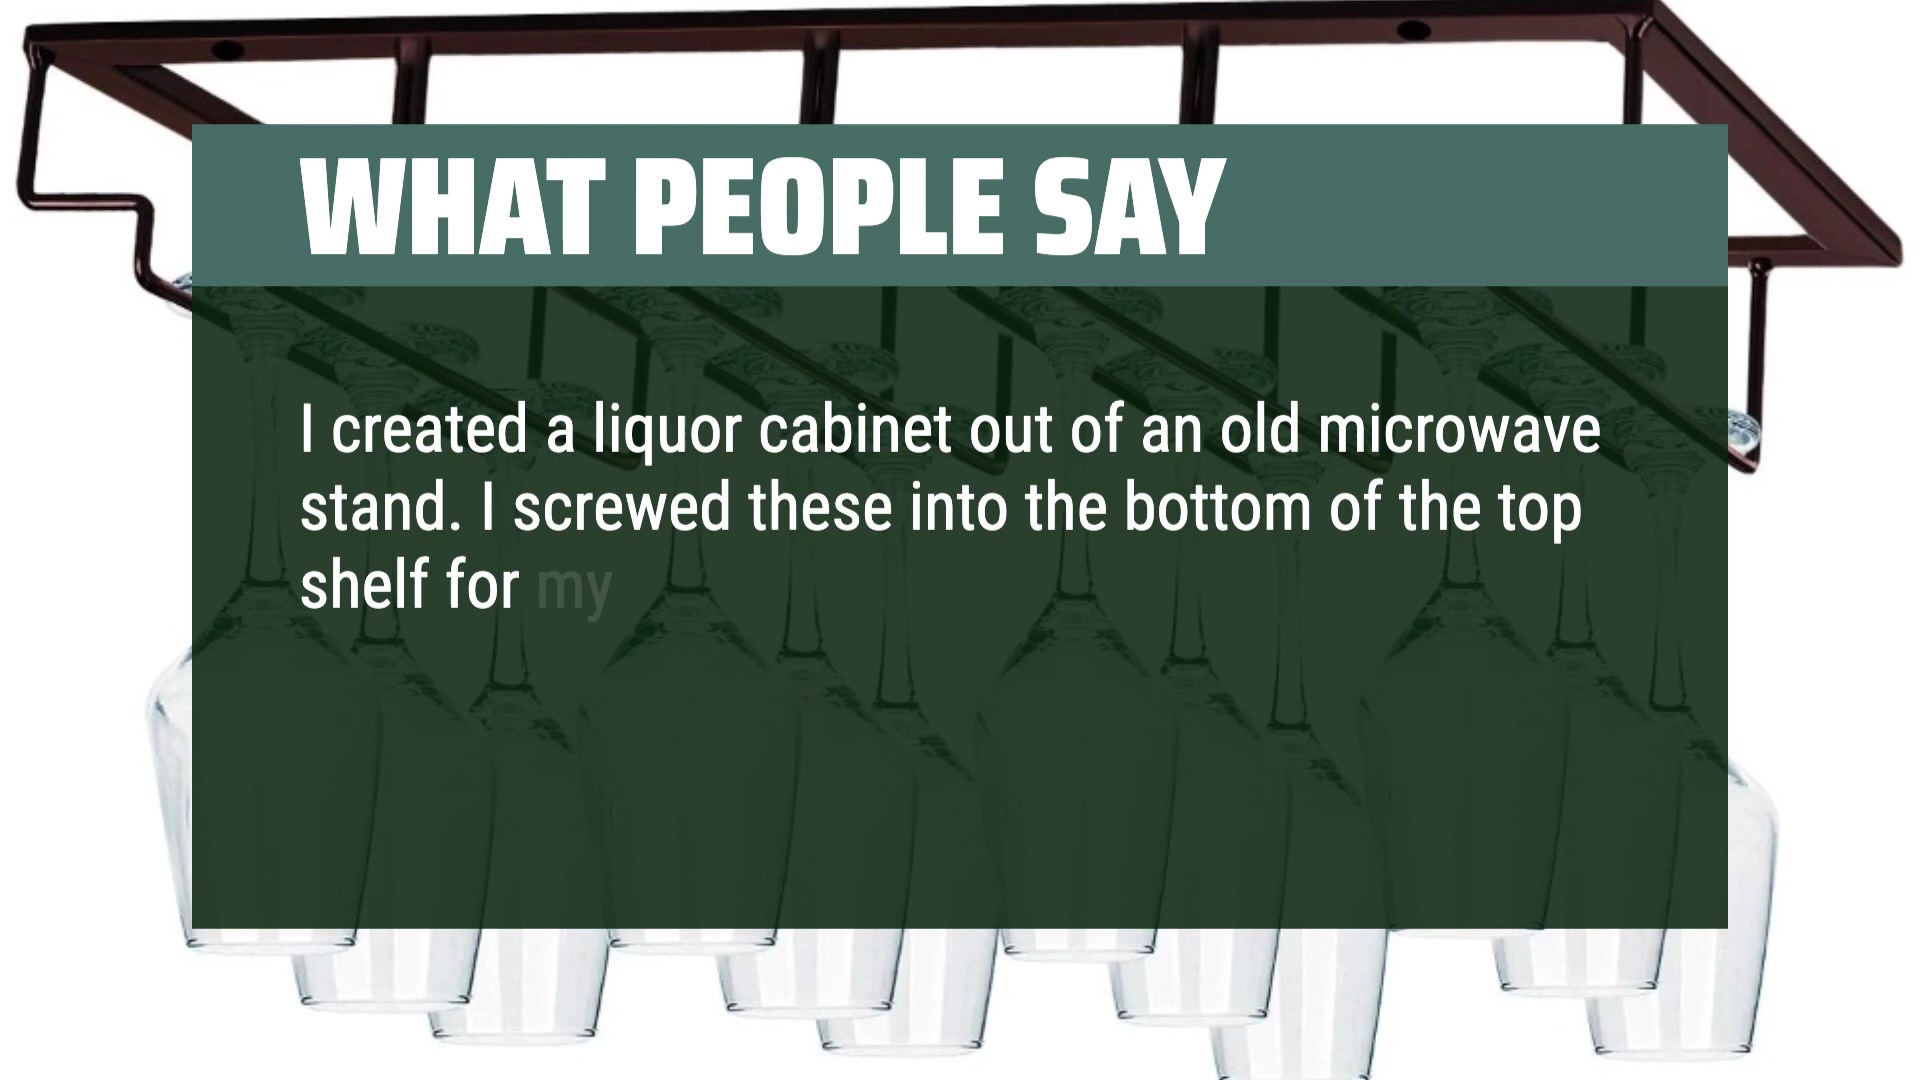 WHAT PEOPLE SAY
I created a liquor cabinet out of an old microwave
stand. I screwed these into the bottom of the top
shelf for my